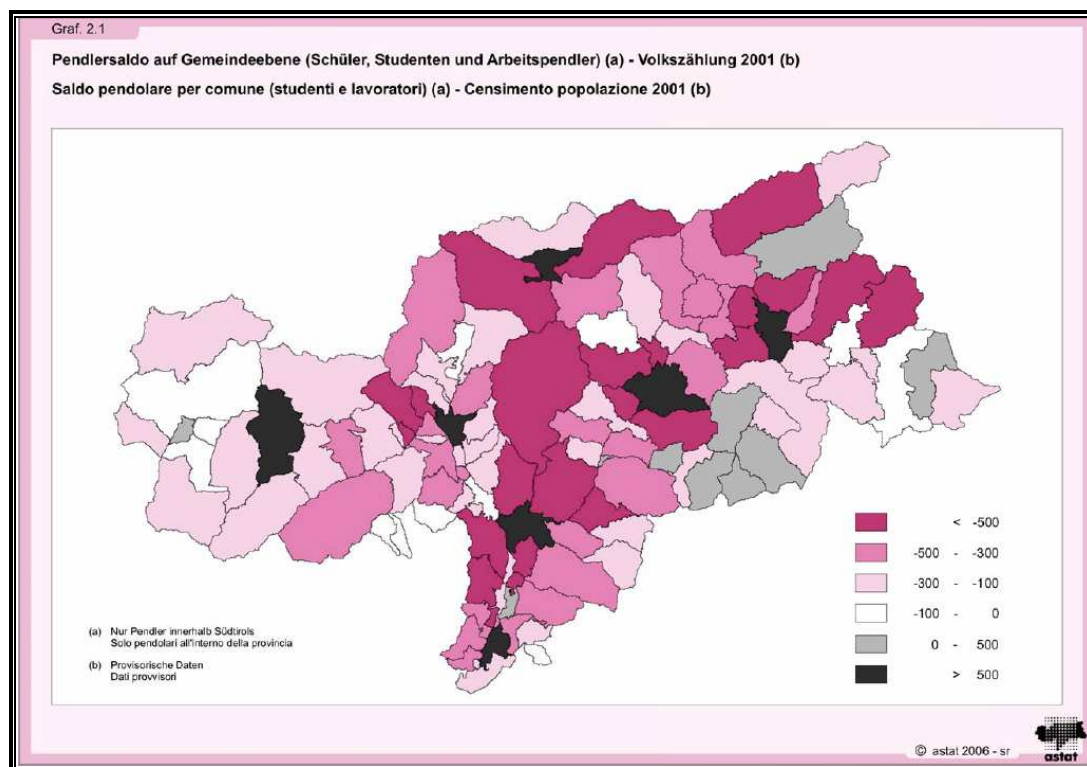 Graf. 2.1
Pendlersaldo auf Gemeindeebene (Schüler, Studenten und Arbeitspendler) (a) - Volkszählung 2001 (b)
Saldo pendolare per comune (studenti e lavoratori) (a) - Censimento popolazione 2001 (b)
< -500
-500 - -300
-300 - -100
-100 - 0
0 - 500
> 500
(a) Nur Pendler innerhalb Südtirols
Solo pendolari all'interno della provincia
(b) Provisorische Daten
Dati provvisori
© astat 2006 - sr
astat